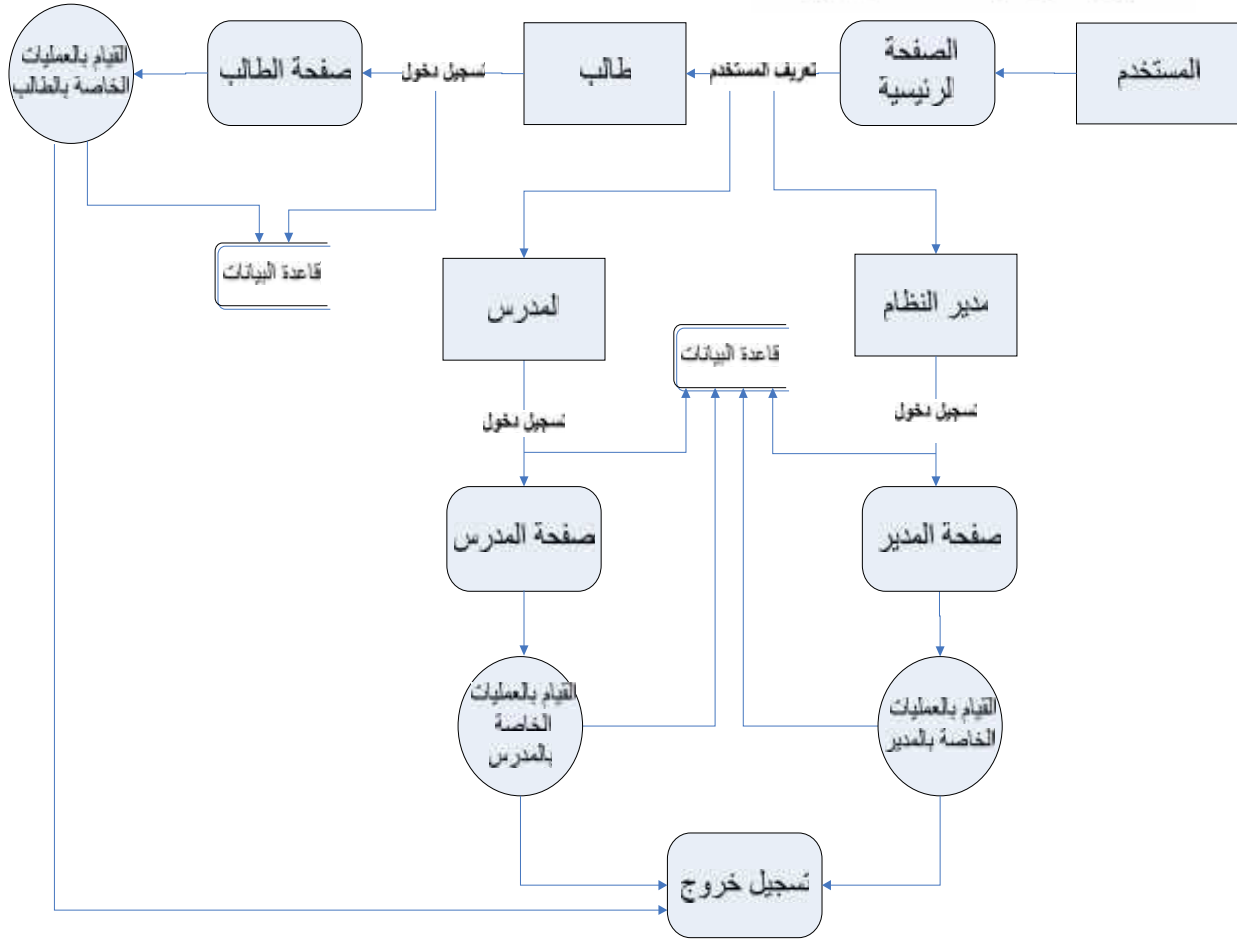 المستخدم
الصفحة
الرئيسية
تعريف المستخدم
طالب
تسجيل دخول
صفحة الطالب
القيام بالعمليات
الخاصة بالطالب
قاعدة البيانات
مدير النظام
لمدرس
قاعدة البيانات
تسجيل دخول
تسجيل دخول
صفحة المدير
صفحة المدرس
القيام بالعمليات
الخاصة بالمدير
القيام بالعمليات
الخاصة
بالمدرس
تسجيل خروج